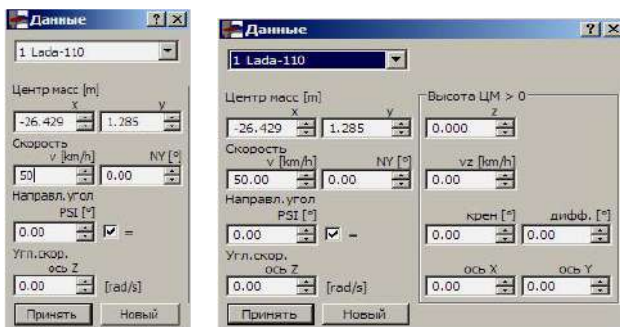 Данные
1 Lada-110
Центр масс [m]
x y
-26.429 1.285
Скорость
v [km/h] NY [°]
50 0.00
Направл. угол
PSI [°]
0.00 =
Угл.скор.
ось Z
0.00 [rad/s]
Принять Новый
Данные
1 Lada-110
Центр масс [m] Высота ЦМ > 0
x y z
-26.429 1.285 0.000
Скорость
v [km/h] NY [°] vz [km/h]
50.00 0.00 0.00
Направл. угол
PSI [°] крен [°] дифф. [°]
0.00 = 0.00 0.00
Угл.скор.
ось Z ось X ось Y
0.00 [rad/s] 0.00 0.00
Принять Новый